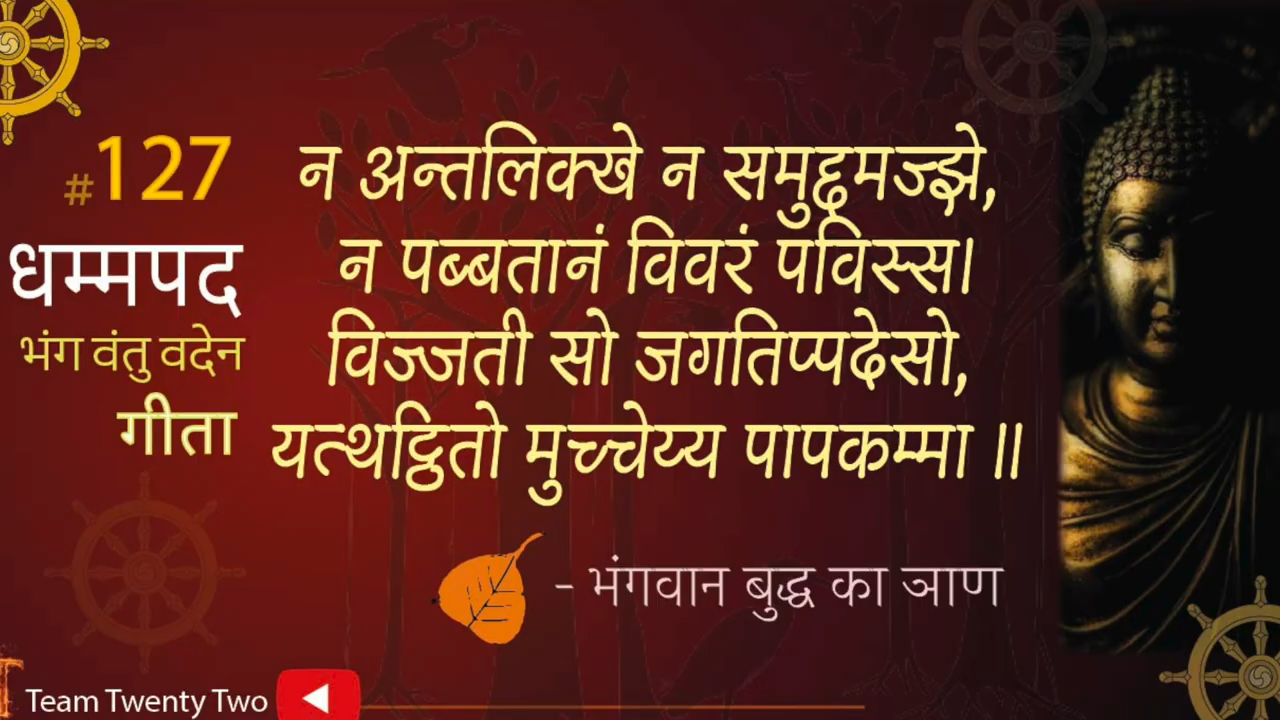 #127
धम्मपद
भंग वंतु वदेन
गीता
न अन्तलिक्खे न समुद्दमज्झे,
न पब्बतानं विवरं पविस्स।
विज्जती सो जगतिप्पदेसो,
यत्थट्ठितो मुच्चेय्य पापकम्मा ॥
- भंगवान बुद्ध का ञाण
Team Twenty Two